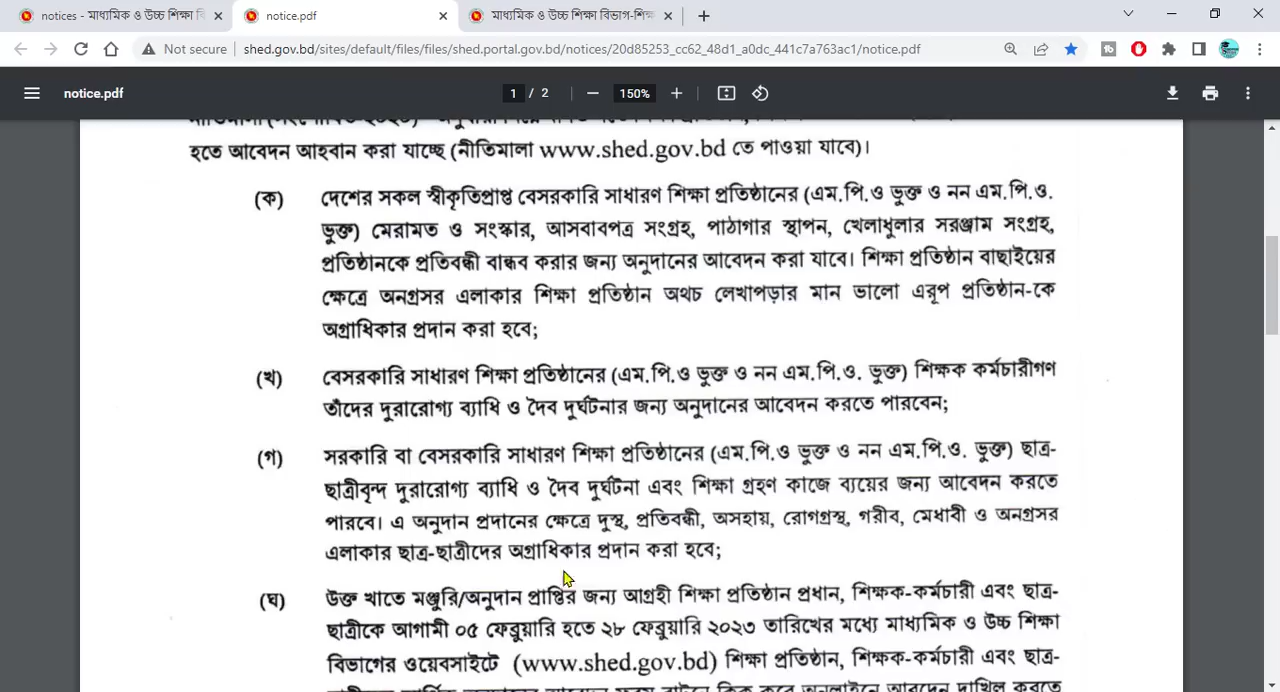 notices - মাধ্যমিক ও উচ্চ শিক্ষা বি
notice.pdf
মাধ্যমিক ও উচ্চ শিক্ষা বিভাগ-শিক্ষ
Not secure
shed.gov.bd/sites/default/files/files/shed.portal.gov.bd/notices/20d85253_cc62_48d1_a0dc_441c7a763ac1/notice.pdf
notice.pdf
1 / 2
150%
হতে আবেদন আহবান করা যাচ্ছে (নীতিমালা www.shed.gov.bd তে পাওয়া যাবে)।
(ক) দেশের সকল স্বীকৃতিপ্রাপ্ত বেসরকারি সাধারণ শিক্ষা প্রতিষ্ঠানের (এম.পি.ও ভুক্ত ও নন এম.পি.ও.
ভুক্ত) মেরামত ও সংস্কার, আসবাবপত্র সংগ্রহ, পাঠাগার স্থাপন, খেলাধুলার সরঞ্জাম সংগ্রহ,
প্রতিষ্ঠানকে প্রতিবন্ধী বান্ধব করার জন্য অনুদানের আবেদন করা যাবে। শিক্ষা প্রতিষ্ঠান বাছাইয়ের
ক্ষেত্রে অনগ্রসর এলাকার শিক্ষা প্রতিষ্ঠান অথচ লেখাপড়ার মান ভালো এরূপ প্রতিষ্ঠান-কে
অগ্রাধিকার প্রদান করা হবে;
(খ) বেসরকারি সাধারণ শিক্ষা প্রতিষ্ঠানের (এম.পি.ও ভুক্ত ও নন এম.পি.ও. ভুক্ত) শিক্ষক কর্মচারীগণ
তাঁদের দুরারোগ্য ব্যাধি ও দৈব দুর্ঘটনার জন্য অনুদানের আবেদন করতে পারবেন;
(গ) সরকারি বা বেসরকারি সাধারণ শিক্ষা প্রতিষ্ঠানের (এম.পি.ও ভুক্ত ও নন এম.পি.ও. ভুক্ত) ছাত্র-
ছাত্রীবৃন্দ দুরারোগ্য ব্যাধি ও দৈব দুর্ঘটনা এবং শিক্ষা গ্রহণ কাজে ব্যয়ের জন্য আবেদন করতে
পারবে। এ অনুদান প্রদানের ক্ষেত্রে দুস্থ, প্রতিবন্ধী, অসহায়, রোগগ্রস্থ, গরীব, মেধাবী ও অনগ্রসর
এলাকার ছাত্র-ছাত্রীদের অগ্রাধিকার প্রদান করা হবে;
(ঘ) উক্ত খাতে মঞ্জুরি/অনুদান প্রাপ্তির জন্য আগ্রহী শিক্ষা প্রতিষ্ঠান প্রধান, শিক্ষক-কর্মচারী এবং ছাত্র-
ছাত্রীকে আগামী ০৫ ফেব্রুয়ারি হতে ২৮ ফেব্রুয়ারি ২০২৩ তারিখের মধ্যে মাধ্যমিক ও উচ্চ শিক্ষা
বিভাগের ওয়েবসাইটে (www.shed.gov.bd) শিক্ষা প্রতিষ্ঠান, শিক্ষক-কর্মচারী এবং ছাত্র-